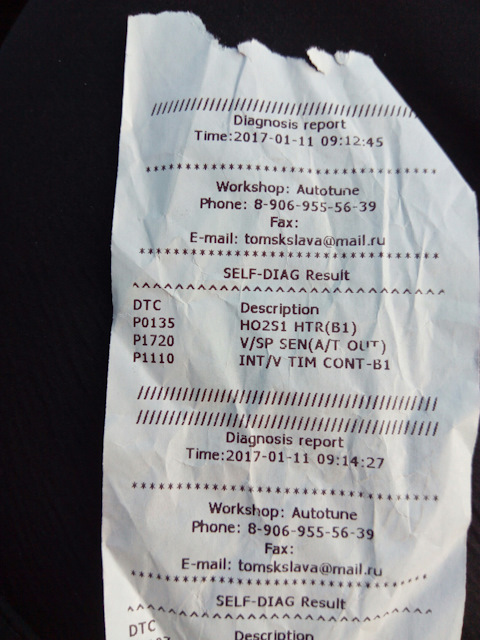 ////////////////////////////////////////
Diagnosis report
Time:2017-01-11 09:12:45
****************************************
Workshop: Autotune
Phone: 8-906-955-56-39
Fax:
E-mail: tomskslava@mail.ru
****************************************
SELF-DIAG Result
^^^^^^^^^^^^^^^^^^^^^^^^^^^^^^^^^^^^^^^^
DTC Description
P0135 HO2S1 HTR(B1)
P1720 V/SP SEN(A/T OUT)
P1110 INT/V TIM CONT-B1
////////////////////////////////////////
////////////////////////////////////////
Diagnosis report
Time:2017-01-11 09:14:27
****************************************
Workshop: Autotune
Phone: 8-906-955-56-39
Fax:
E-mail: tomskslava@mail.ru
****************************************
SELF-DIAG Result
^^^^^^^^^^^^^^^^^^^^^^^^^^^^^^^^^^^^^^^^
DTC Description